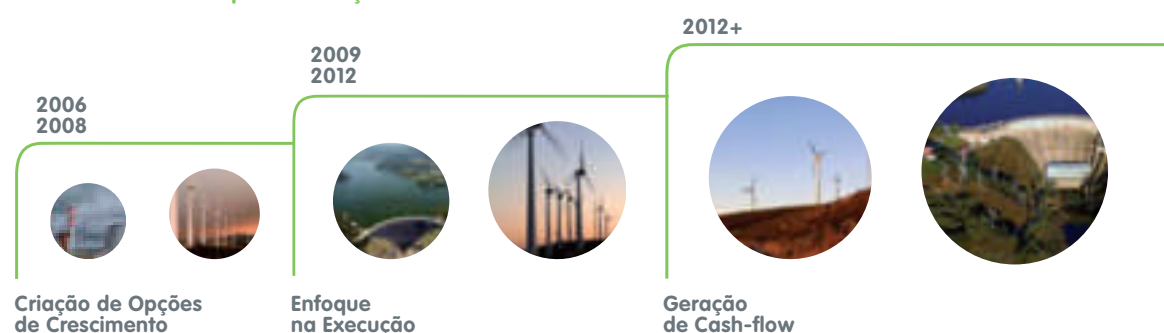 2006
2008
2009
2012
2012+
Criação de Opções
de Crescimento
Enfoque
na Execução
Geração
de Cash-flow